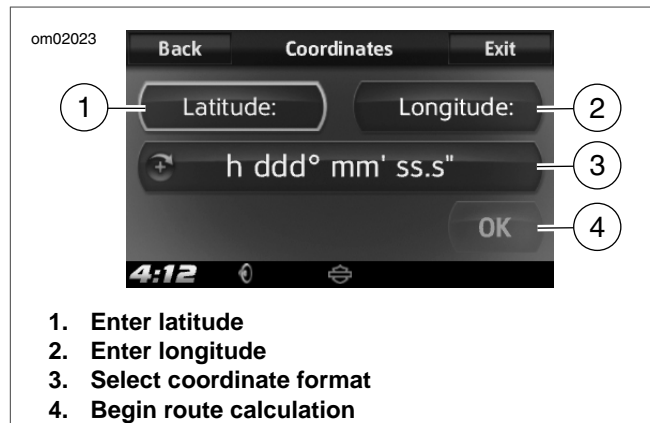 om02023
Back Coordinates Exit
1 Latitude: Longitude: 2
h ddd° mm' ss.s" 3
OK 4
4:12
1. Enter latitude
2. Enter longitude
3. Select coordinate format
4. Begin route calculation